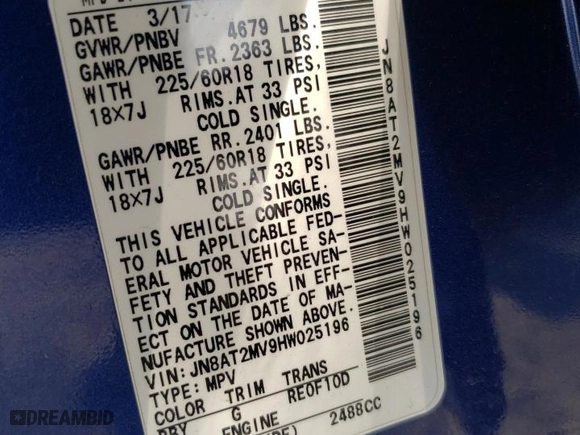 DATE 3/17
GVWR/PNBV 4679 LBS.
GAWR/PNBE FR. 2363 LBS.
WITH 225/60R18 TIRES,
18X7J RIMS.AT 33 PSI
COLD SINGLE.
GAWR/PNBE RR. 2401 LBS.
WITH 225/60R18 TIRES,
18X7J RIMS.AT 33 PSI
COLD SINGLE.
THIS VEHICLE CONFORMS
TO ALL APPLICABLE FED-
ERAL MOTOR VEHICLE SA-
FETY AND THEFT PREVEN-
TION STANDARDS IN EFF-
ECT ON THE DATE OF MA-
NUFACTURE SHOWN ABOVE.
VIN: JN8AT2MV9HW025196
TYPE: MPV
COLOR TRIM TRANS
RBY G RE0F10D
ENGINE 2488CC
JN8AT2MV9HW025196
DREAMBID